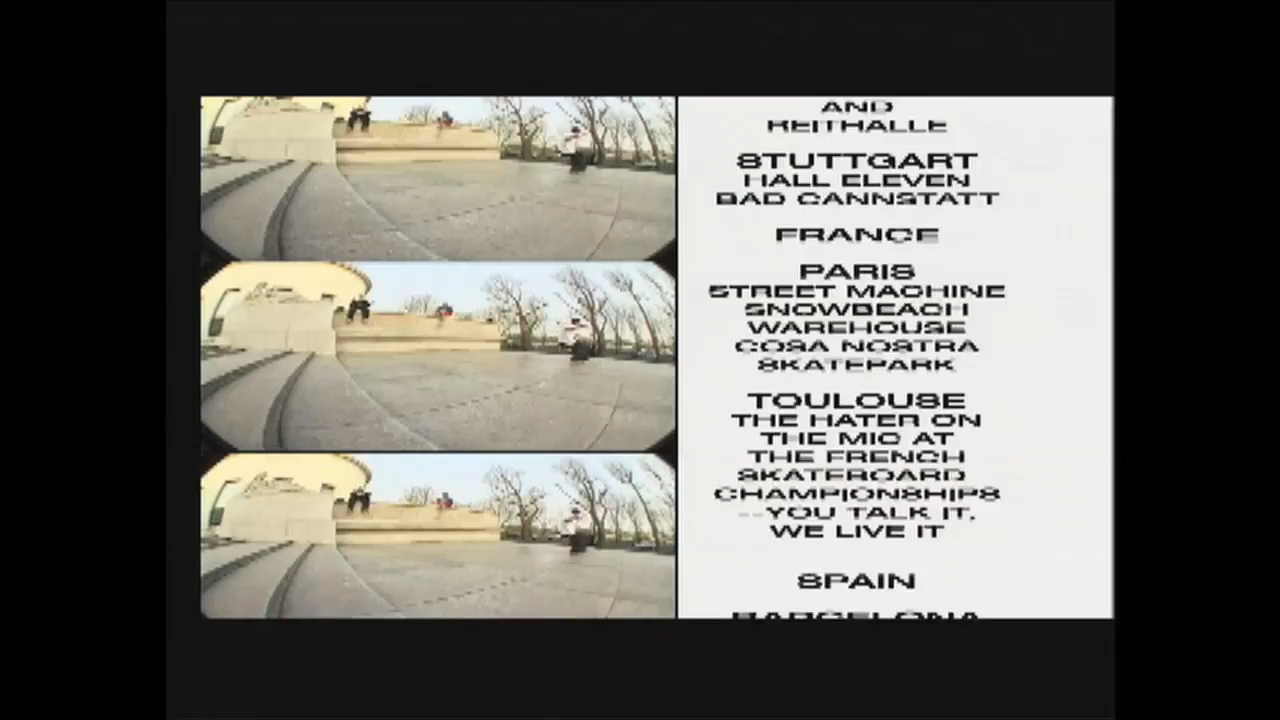 AND
REITHALLE
STUTTGART
HALL ELEVEN
BAD CANNSTATT
FRANCE
PARIS
STREET MACHINE
SNOWBEACH
WAREHOUSE
COSA NOSTRA
SKATEPARK
TOULOUSE
THE HATER ON
THE MIC AT
THE FRENCH
SKATEBOARD
CHAMPIONSHIPS
--YOU TALK IT,
WE LIVE IT
SPAIN
BARCELONA